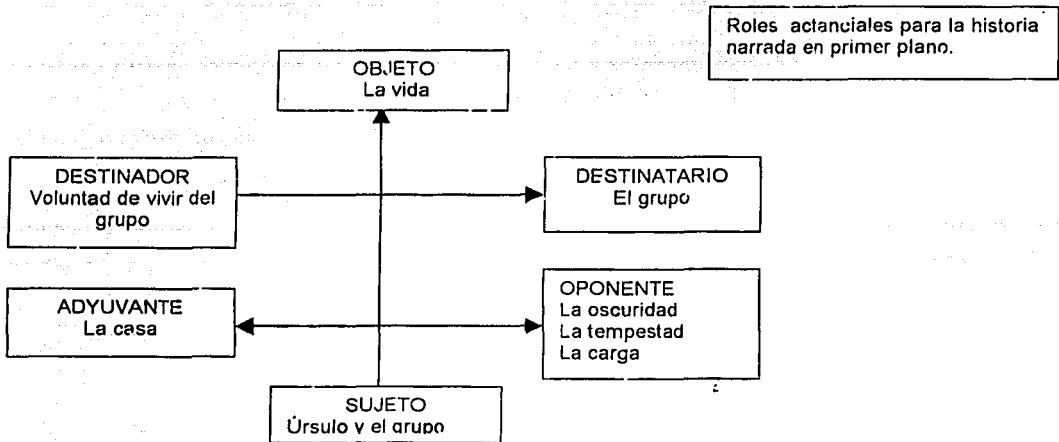 Roles actanciales para la historia
narrada en primer plano.
OBJETO
La vida
DESTINADOR
Voluntad de vivir del
grupo
DESTINATARIO
El grupo
ADYUVANTE
La casa
OPONENTE
La oscuridad
La tempestad
La carga
SUJETO
Úrsulo y el grupo